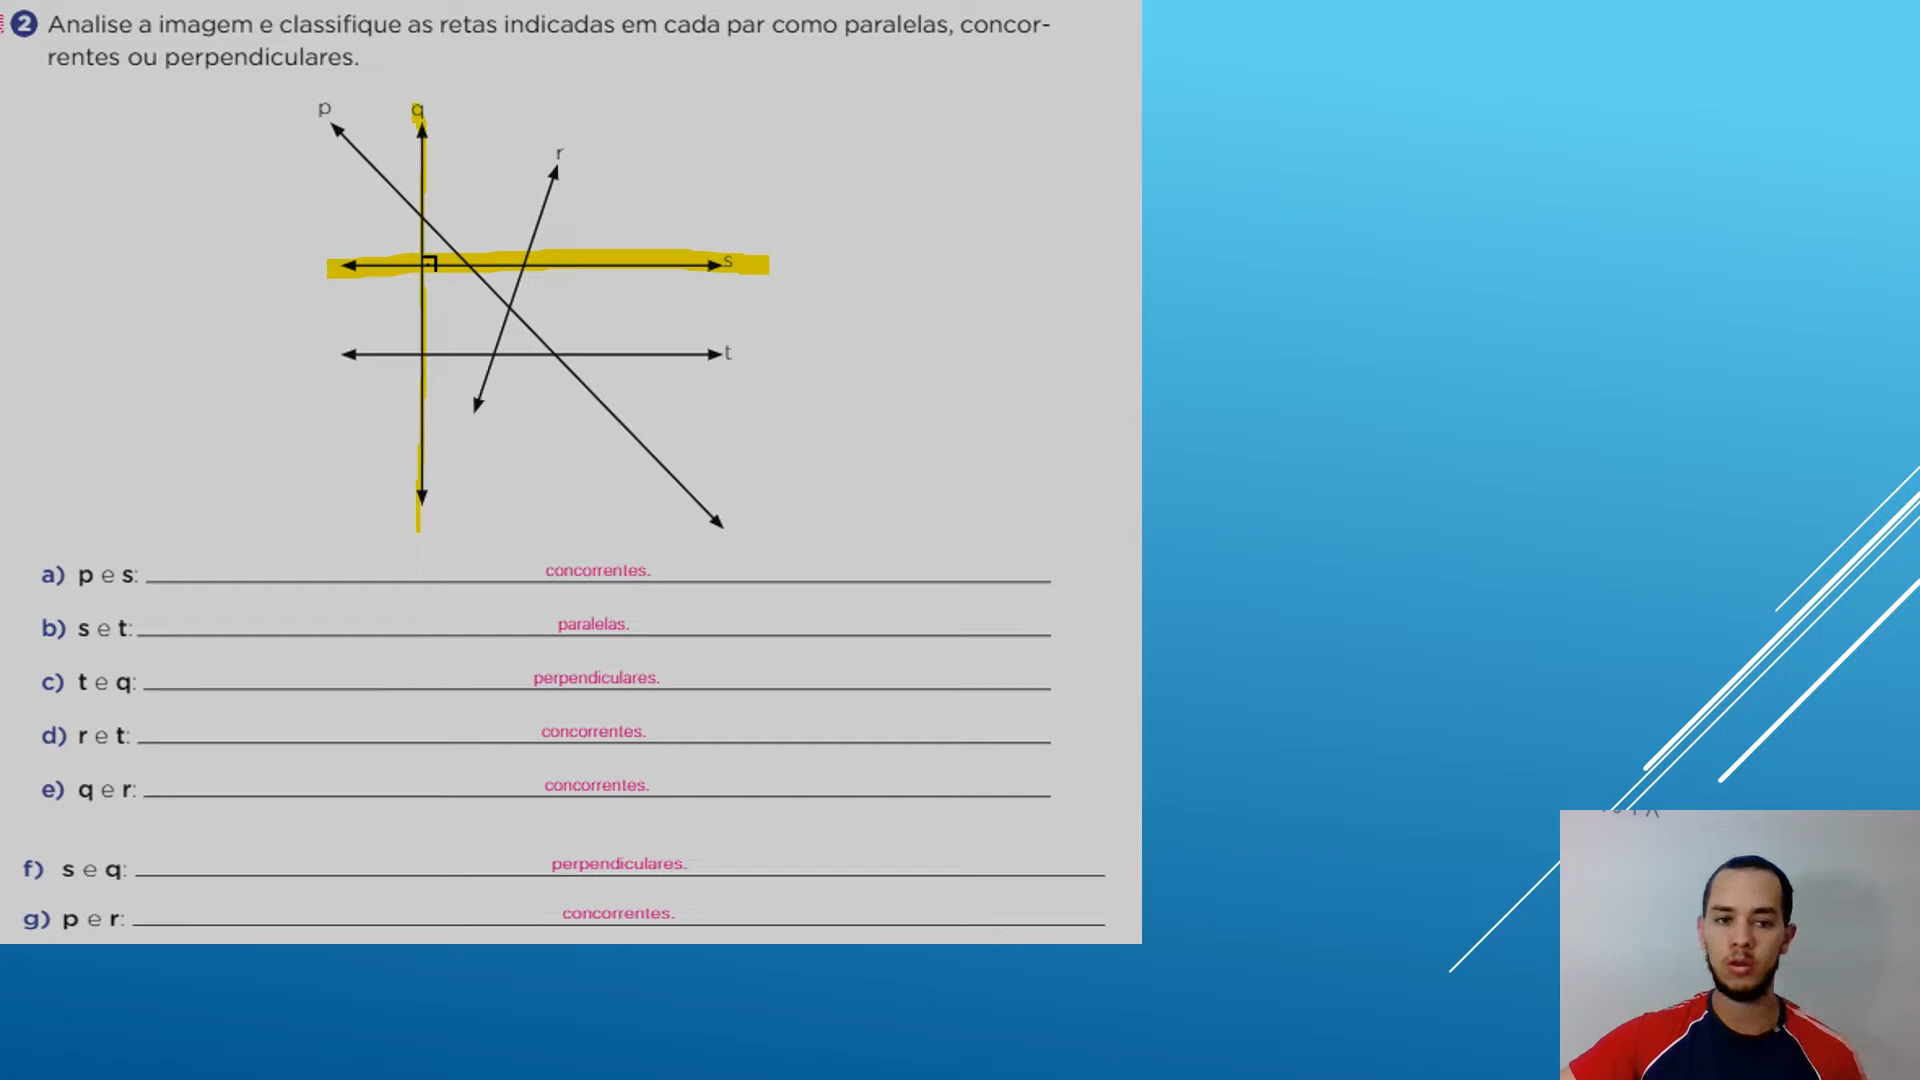 2 Analise a imagem e classifique as retas indicadas em cada par como paralelas, concor-
rentes ou perpendiculares.
p
q
r
s
t
a) p e s: concorrentes.
b) s e t: paralelas.
c) t e q: perpendiculares.
d) r e t: concorrentes.
e) q e r: concorrentes.
f) s e q: perpendiculares.
g) p e r: concorrentes.